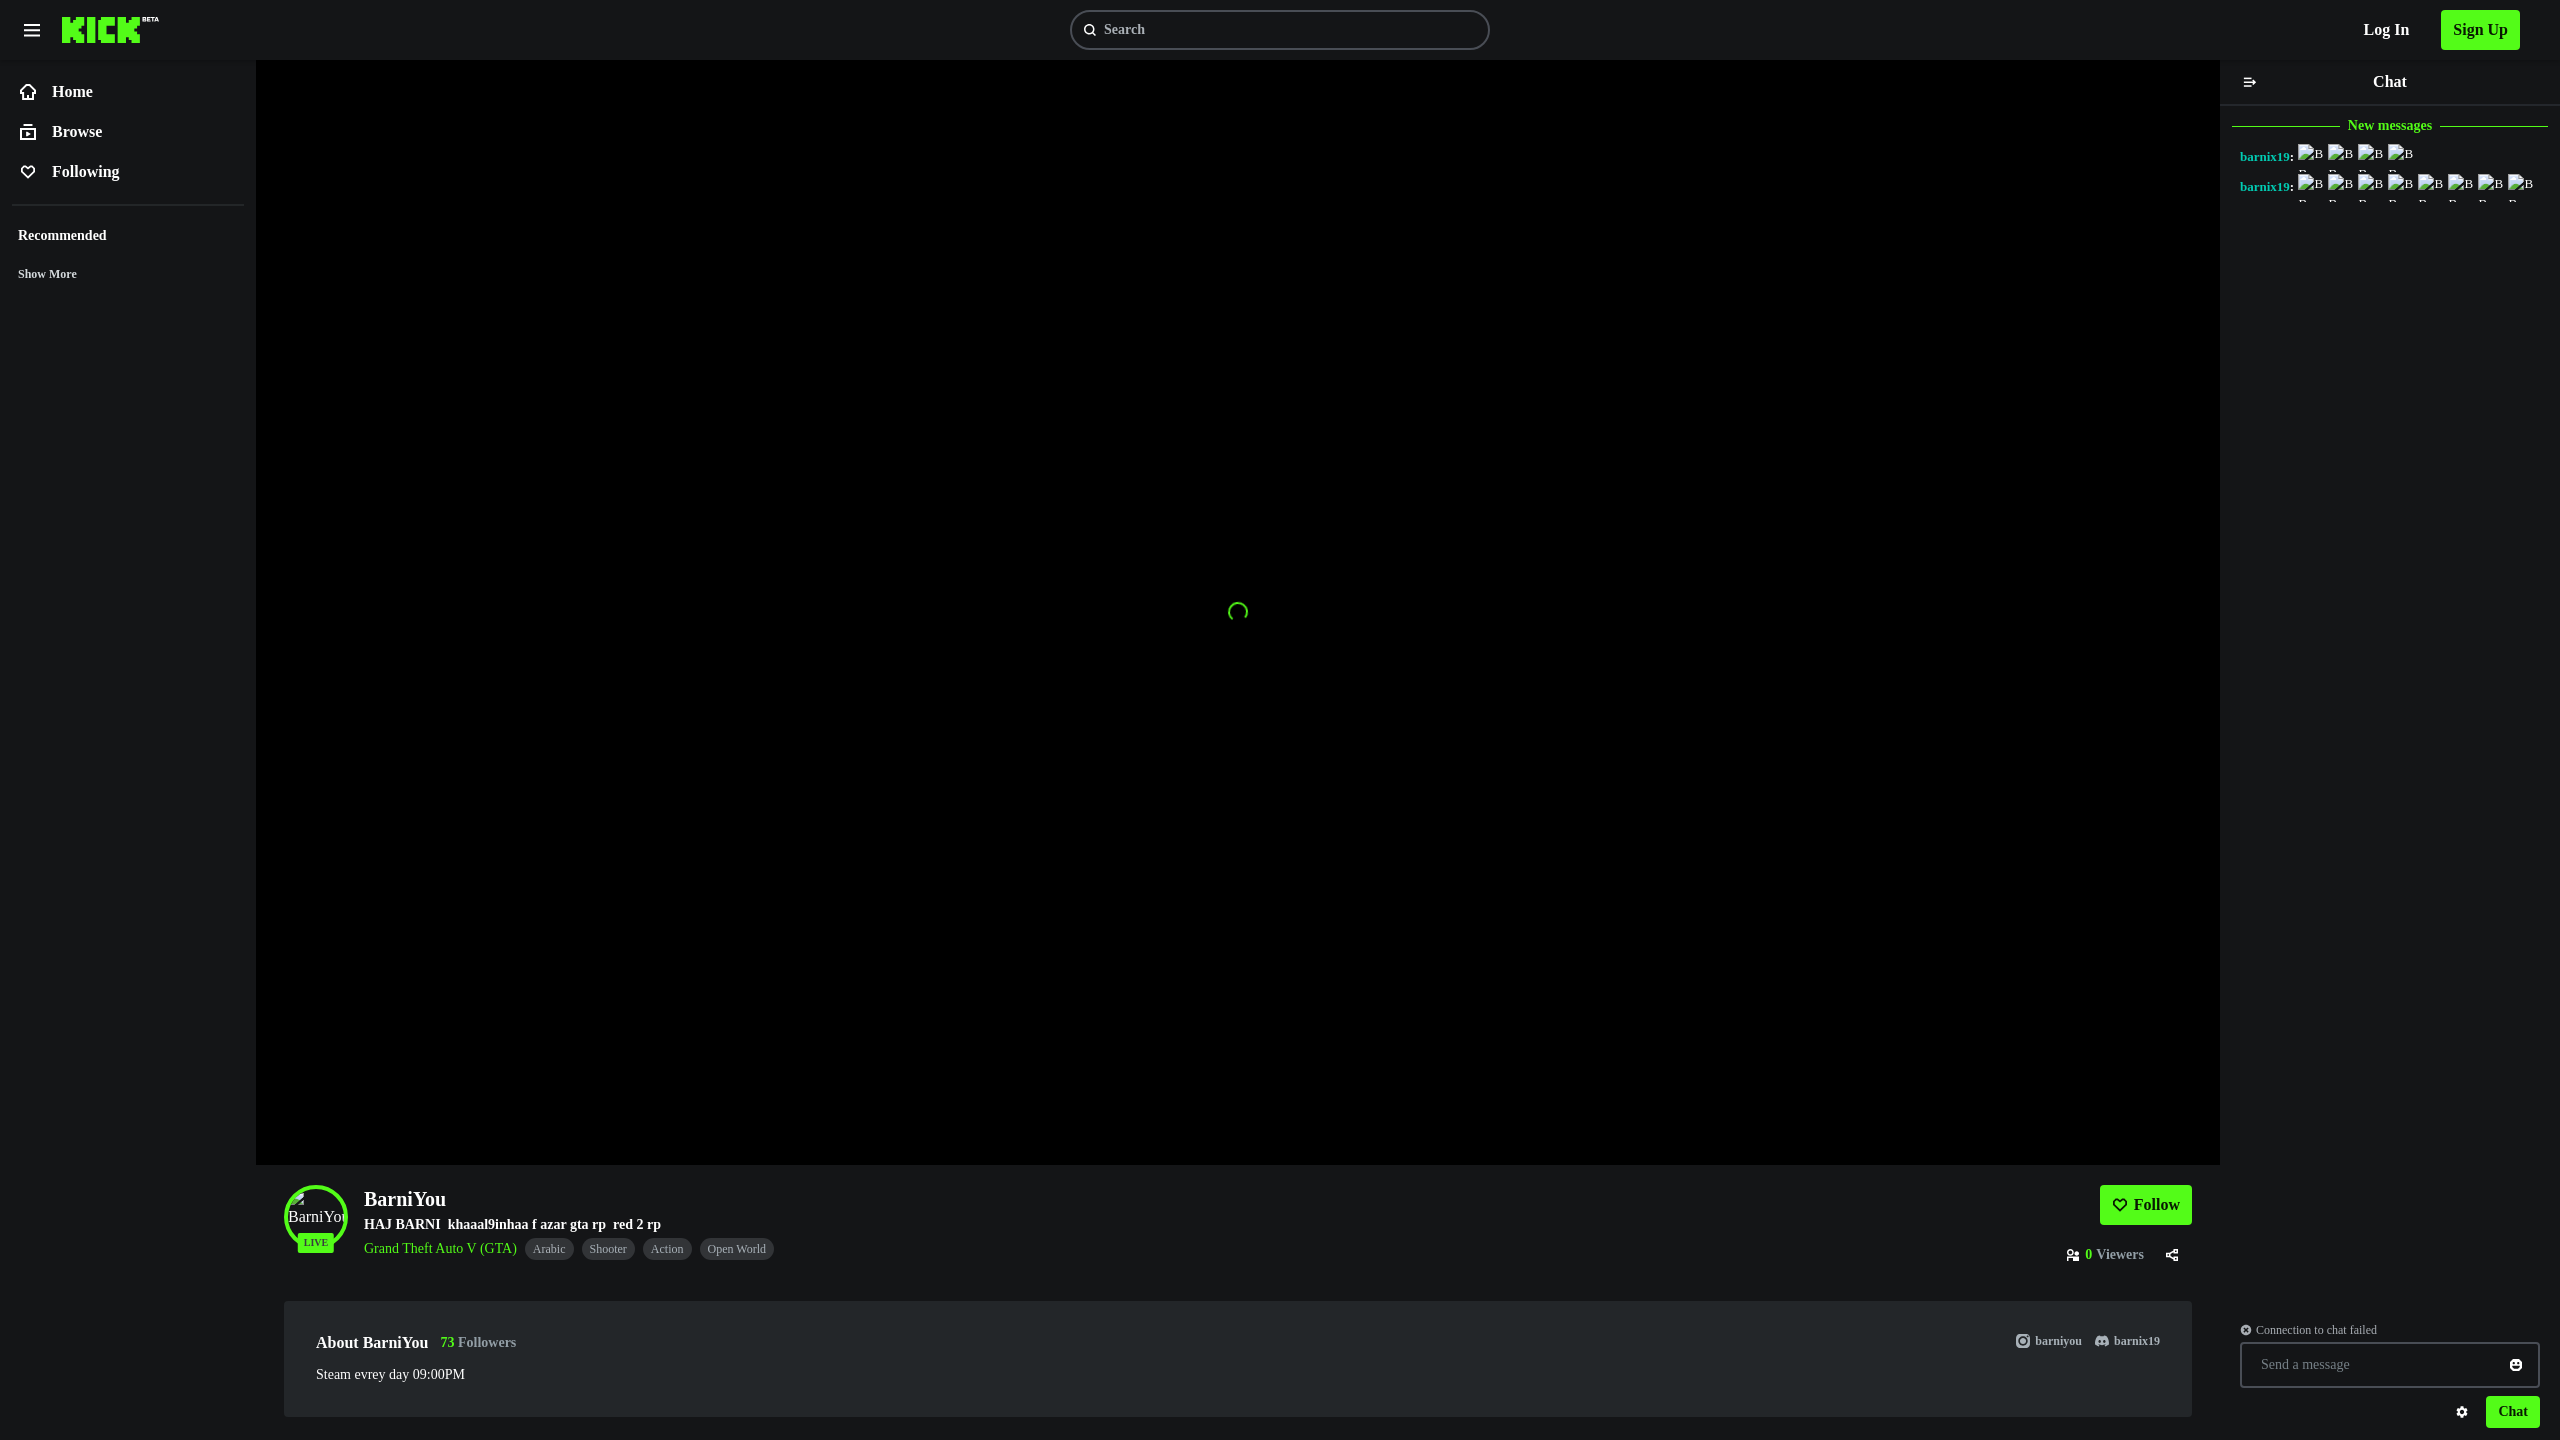 KICK BETA
Search
Log In
Sign Up
Home
Browse
Following
Recommended
Show More
Chat
New messages
barnix19: B B B B
barnix19: B B B B B B B B
BarniYou
LIVE
BarniYou
HAJ BARNI khaaal9inhaa f azar gta rp red 2 rp
Grand Theft Auto V (GTA) Arabic Shooter Action Open World
Follow
0 Viewers
About BarniYou 73 Followers
barniyou barnix19
Steam evrey day 09:00PM
Connection to chat failed
Send a message
Chat